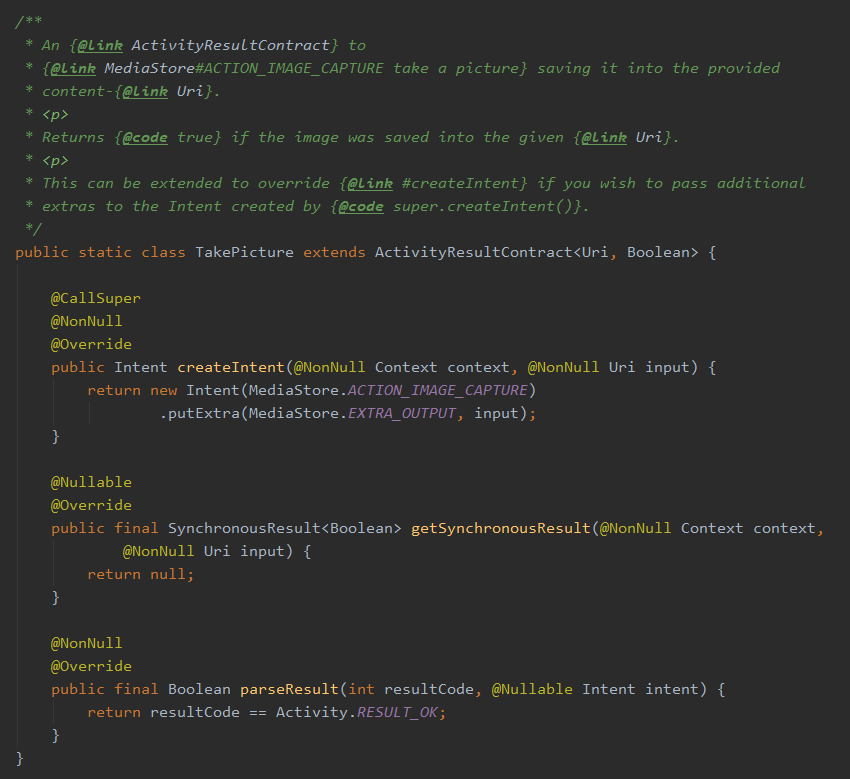 /**
 * An {@link ActivityResultContract} to
 * {@link MediaStore#ACTION_IMAGE_CAPTURE take a picture} saving it into the provided
 * content-{@link Uri}.
 * <p>
 * Returns {@code true} if the image was saved into the given {@link Uri}.
 * <p>
 * This can be extended to override {@link #createIntent} if you wish to pass additional
 * extras to the Intent created by {@code super.createIntent()}.
 */
public static class TakePicture extends ActivityResultContract<Uri, Boolean> {

    @CallSuper
    @NonNull
    @Override
    public Intent createIntent(@NonNull Context context, @NonNull Uri input) {
        return new Intent(MediaStore.ACTION_IMAGE_CAPTURE)
                .putExtra(MediaStore.EXTRA_OUTPUT, input);
    }

    @Nullable
    @Override
    public final SynchronousResult<Boolean> getSynchronousResult(@NonNull Context context,
            @NonNull Uri input) {
        return null;
    }

    @NonNull
    @Override
    public final Boolean parseResult(int resultCode, @Nullable Intent intent) {
        return resultCode == Activity.RESULT_OK;
    }
}